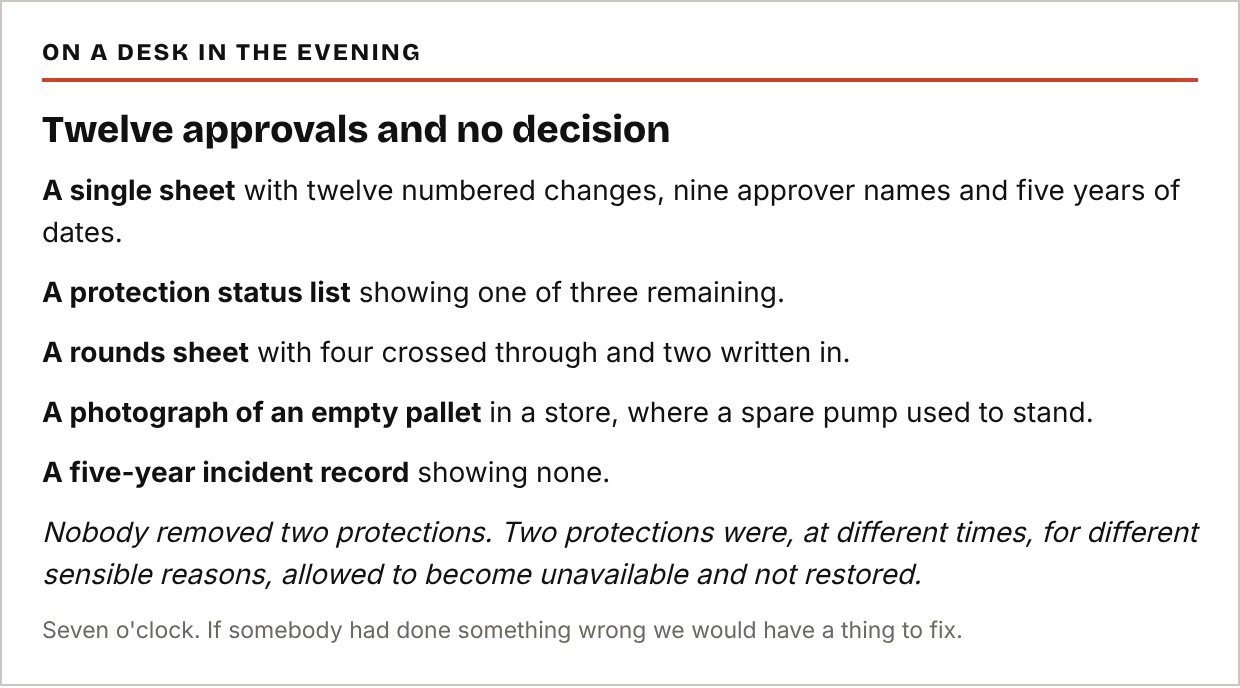 ON A DESK IN THE EVENING
Twelve approvals and no decision
A single sheet with twelve numbered changes, nine approver names and five years of
dates.
A protection status list showing one of three remaining.
A rounds sheet with four crossed through and two written in.
A photograph of an empty pallet in a store, where a spare pump used to stand.
A five-year incident record showing none.
Nobody removed two protections. Two protections were, at different times, for different
sensible reasons, allowed to become unavailable and not restored.
Seven o'clock. If somebody had done something wrong we would have a thing to fix.